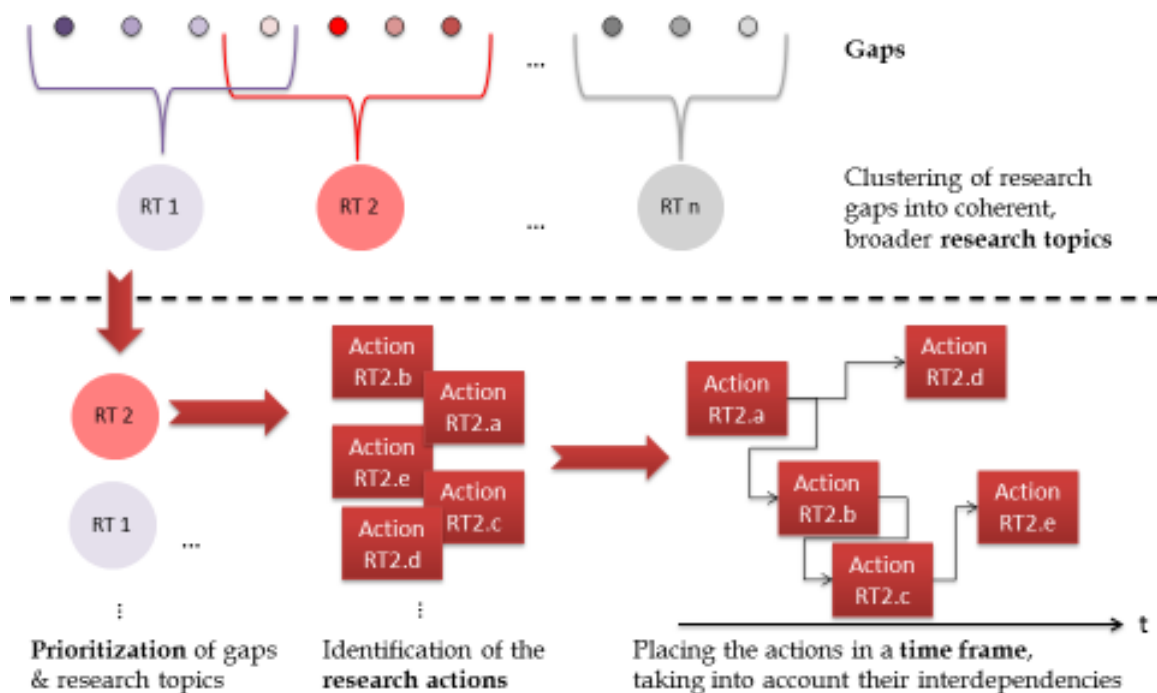 Gaps
...
RT 1
RT 2
...
RT n
Clustering of research
gaps into coherent,
broader research topics
RT 2
RT 1
...
...
Action
RT2.b
Action
RT2.a
Action
RT2.e
Action
RT2.c
Action
RT2.d
...
Action
RT2.a
Action
RT2.d
Action
RT2.b
Action
RT2.e
Action
RT2.c
t
Prioritization of gaps
& research topics
Identification of the
research actions
Placing the actions in a time frame,
taking into account their interdependencies